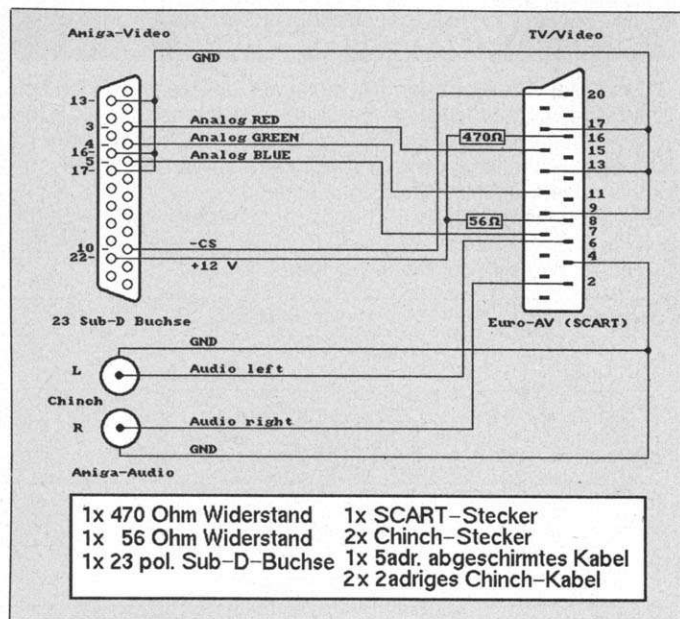 Amiga-Video
TV/Video
GND
13-
20
3
Analog RED
17
4
Analog GREEN
470Ω
16
16-
Analog BLUE
15
5
13
17-
11
9
56Ω
8
7
10
-CS
6
22-
+12 V
4
2
23 Sub-D Buchse
Euro-AV (SCART)
GND
L
Audio left
Chinch
R
Audio right
GND
Amiga-Audio
1x 470 Ohm Widerstand
1x 56 Ohm Widerstand
1x 23 pol. Sub-D-Buchse
1x SCART-Stecker
2x Chinch-Stecker
1x 5adr. abgeschirmtes Kabel
2x 2adriges Chinch-Kabel